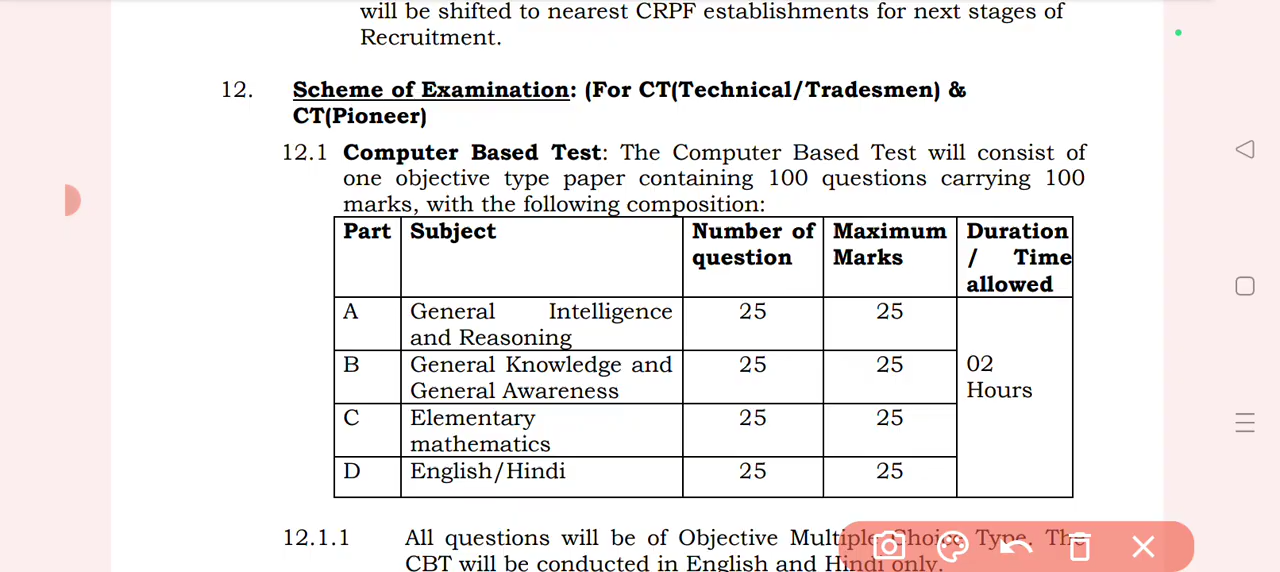 will be shifted to nearest CRPF establishments for next stages of
Recruitment.
12. Scheme of Examination: (For CT(Technical/Tradesmen) &
CT(Pioneer)
12.1 Computer Based Test: The Computer Based Test will consist of
one objective type paper containing 100 questions carrying 100
marks, with the following composition:
Part Subject Number of Maximum Duration
question Marks / Time
allowed
A General Intelligence 25 25
and Reasoning
B General Knowledge and 25 25 02
General Awareness Hours
C Elementary 25 25
mathematics
D English/Hindi 25 25
12.1.1 All questions will be of Objective Multiple Choice Type. The
CBT will be conducted in English and Hindi only.